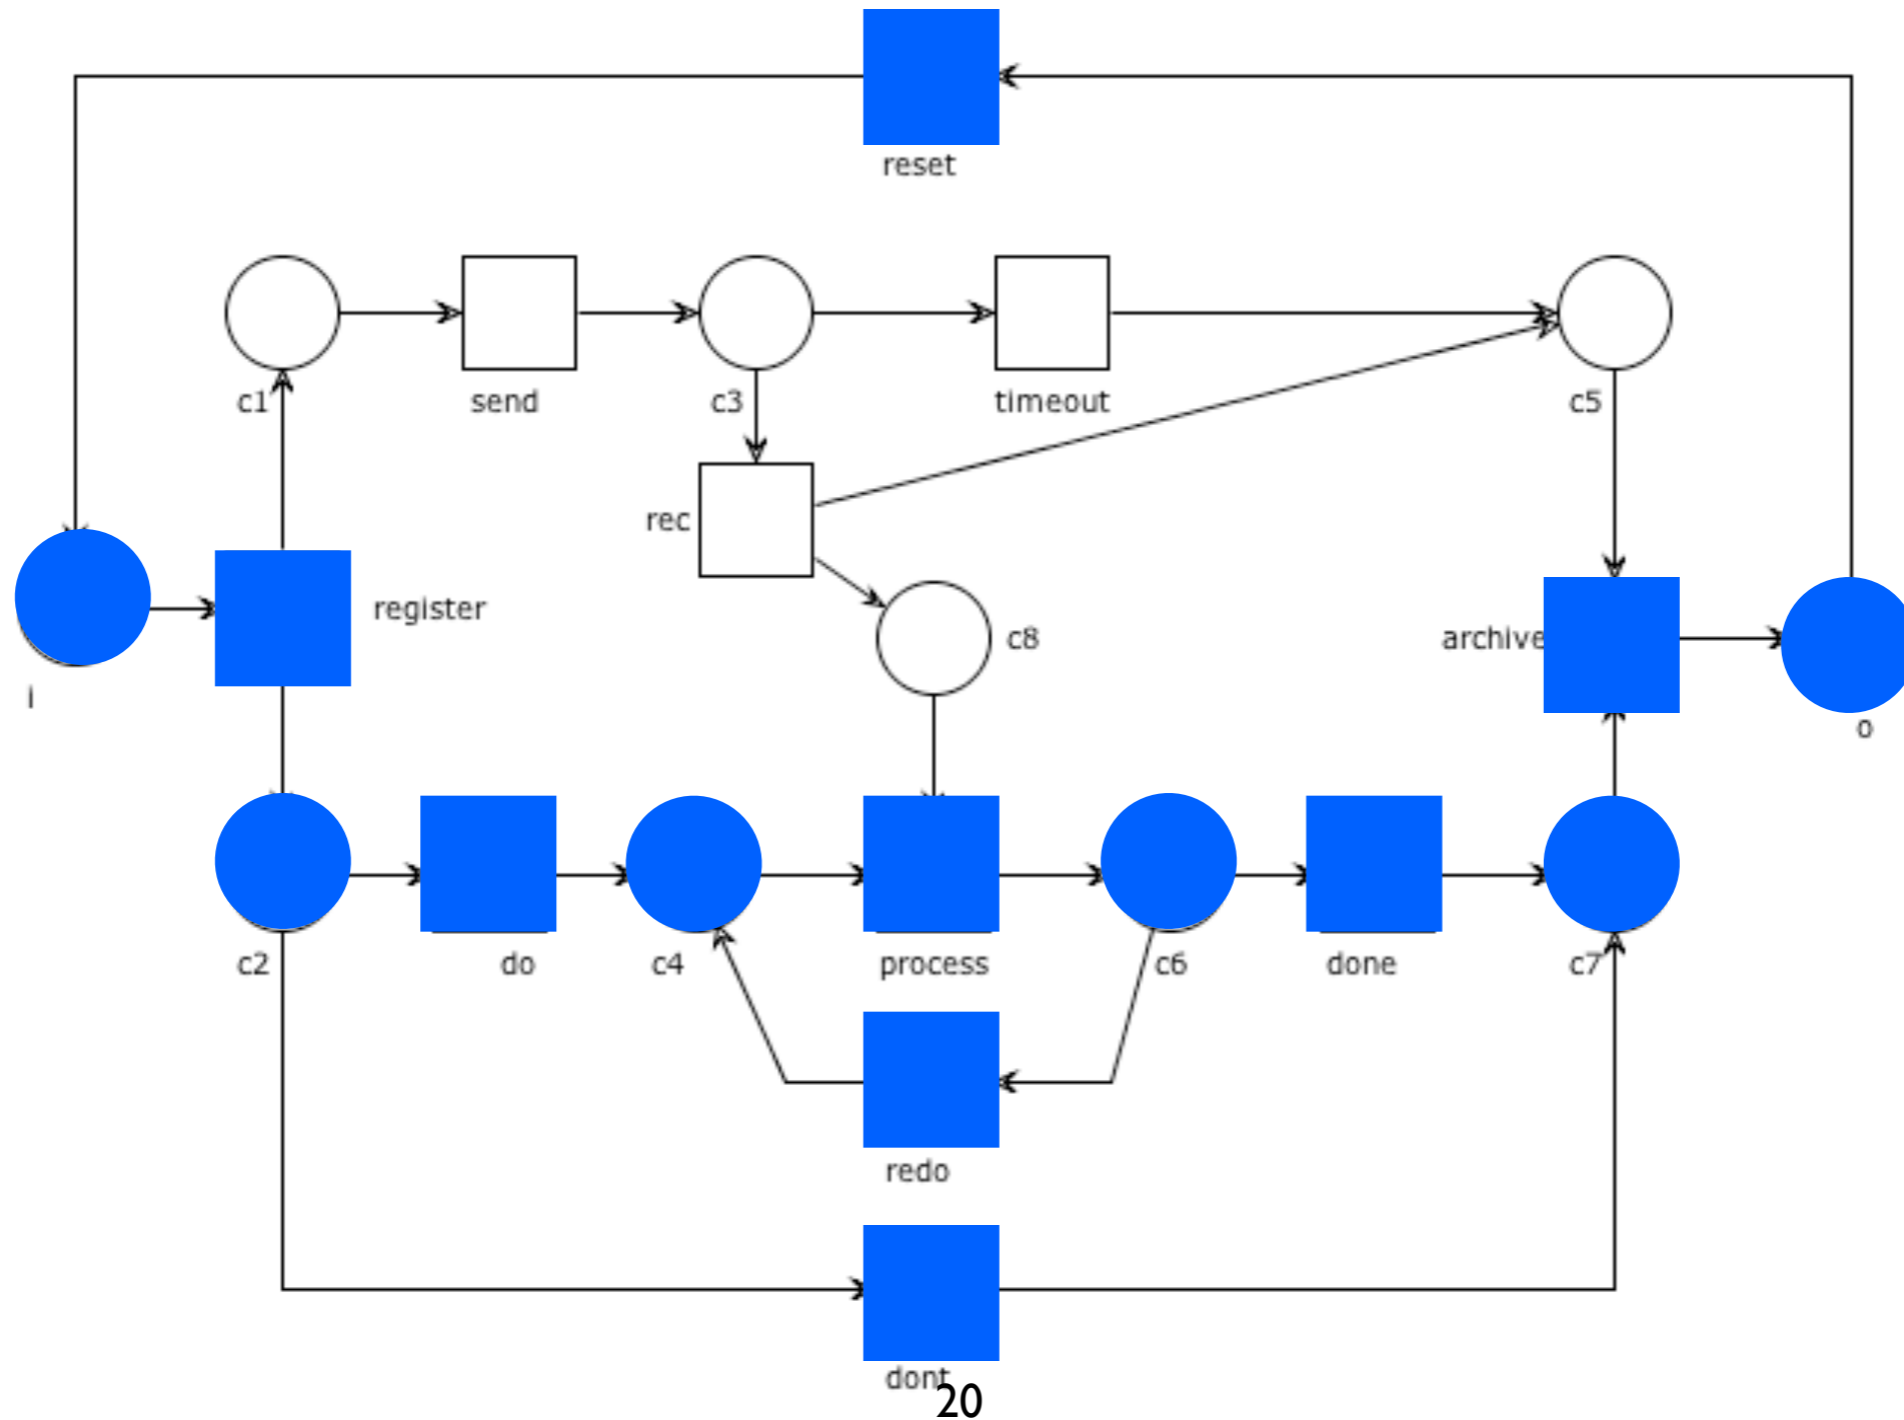 reset
c1 send c3 timeout c5
rec
register c8 archive
i
o
c2 do c4 process c6 done c7
redo
dont
20